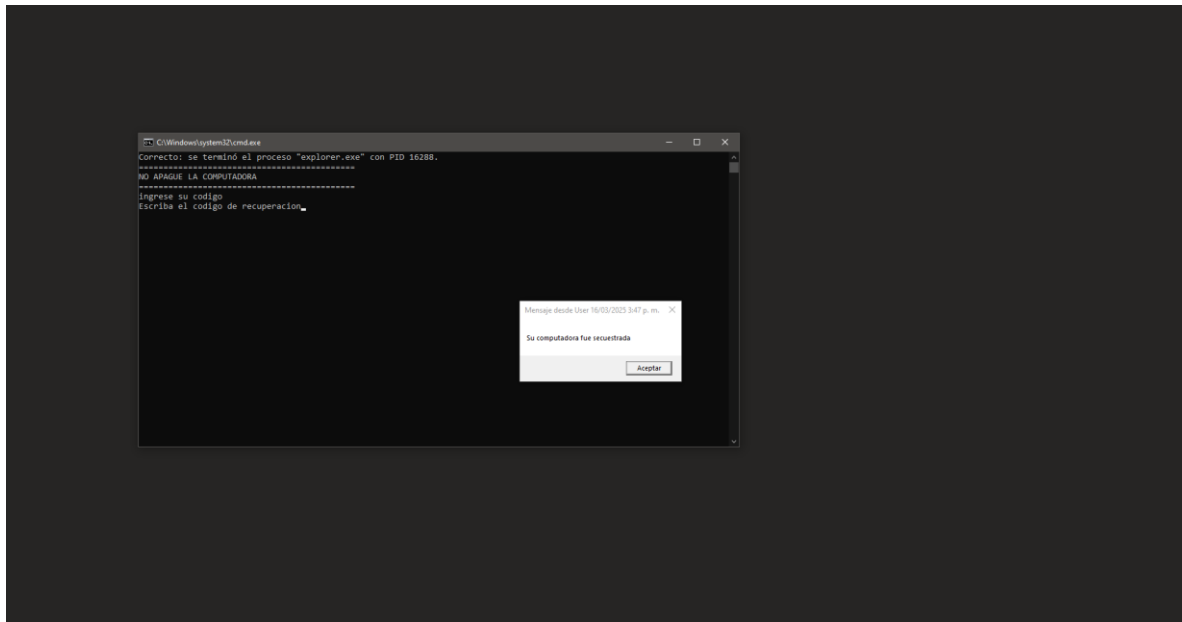 C:\Windows\system32\cmd.exe
Correcto: se terminó el proceso "explorer.exe" con PID 16288.
===========================================
NO APAGUE LA COMPUTADORA
===========================================
ingrese su codigo
Escriba el codigo de recuperacion
Mensaje desde User 16/03/2025 3:47 p. m.
Su computadora fue secuestrada
Aceptar